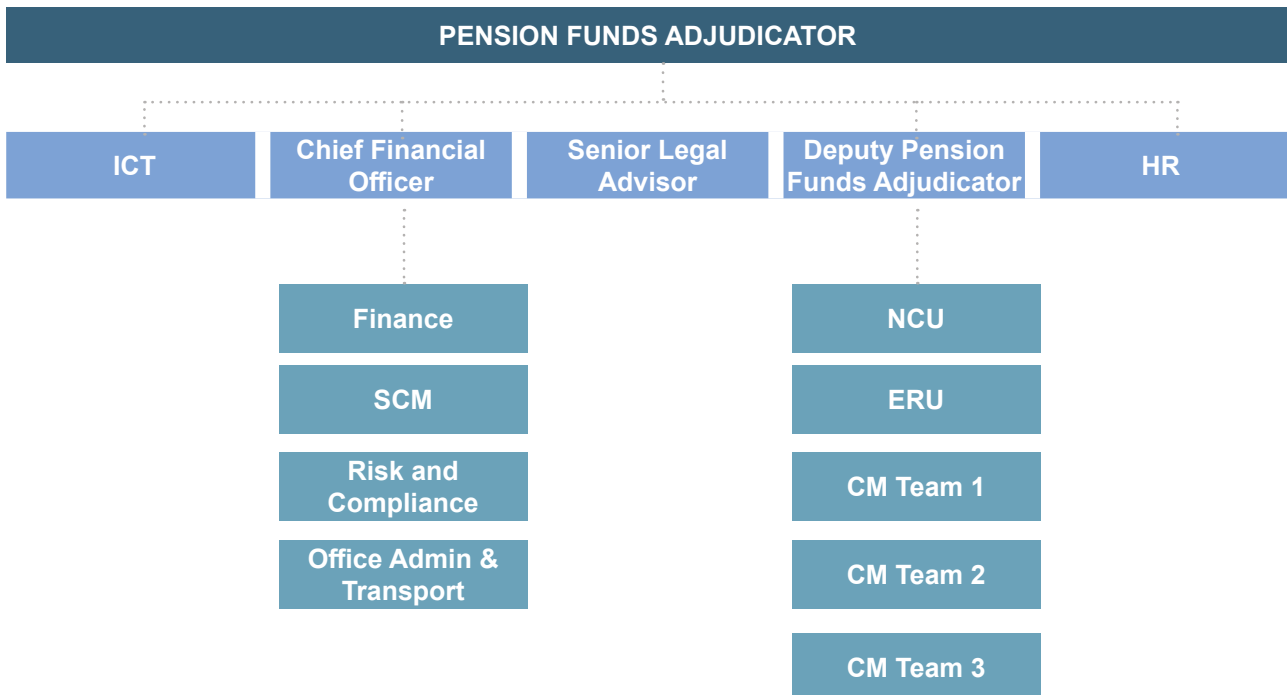 PENSION FUNDS ADJUDICATOR
ICT
Chief Financial
Officer
Senior Legal
Advisor
Deputy Pension
Funds Adjudicator
HR
Finance
SCM
Risk and
Compliance
Office Admin &
Transport
NCU
ERU
CM Team 1
CM Team 2
CM Team 3